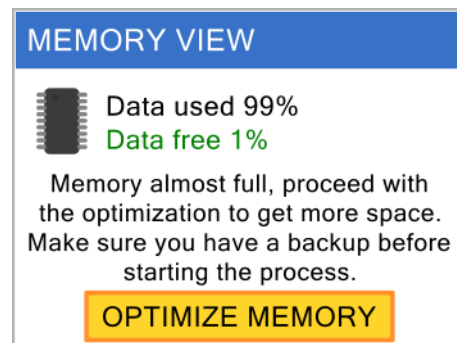 MEMORY VIEW
Data used 99%
Data free 1%
Memory almost full, proceed with
the optimization to get more space.
Make sure you have a backup before
starting the process.
OPTIMIZE MEMORY